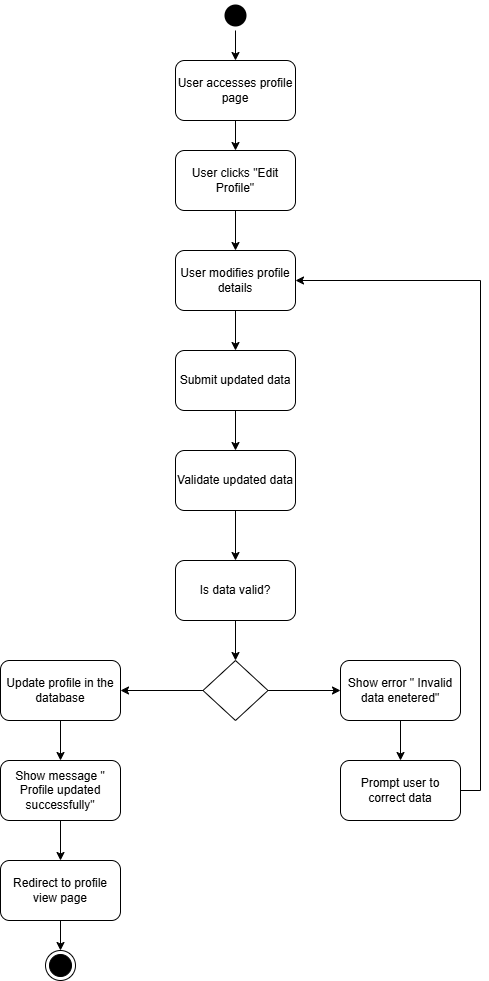 User accesses profile
page
User clicks "Edit
Profile"
User modifies profile
details
Submit updated data
Validate updated data
Is data valid?
Update profile in the
database
Show error " Invalid
data enetered"
Show message "
Profile updated
successfully"
Prompt user to
correct data
Redirect to profile
view page